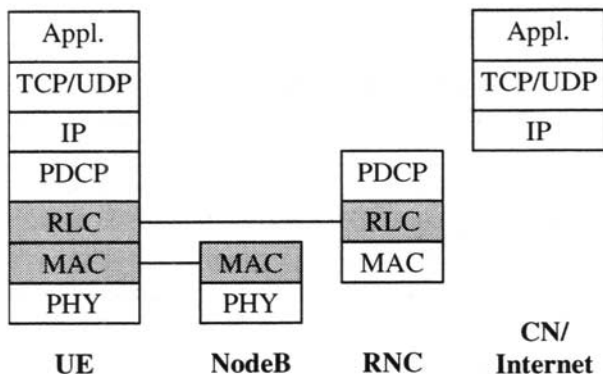 Appl.
TCP/UDP
IP
PDCP
RLC
MAC
PHY
UE
MAC
PHY
NodeB
PDCP
RLC
MAC
RNC
Appl.
TCP/UDP
IP
CN/
Internet